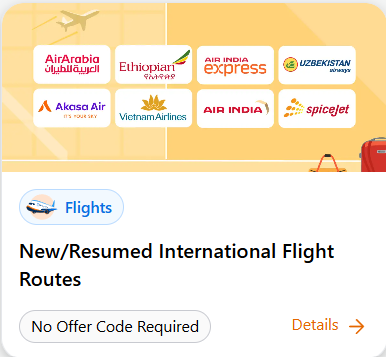 AirArabia
العربية للطيران
Ethiopian
የኢትዮጵያ
AIR INDIA
express
UZBEKISTAN
airways
Akasa Air
IT'S YOUR SKY
Vietnam Airlines
AIR INDIA
spicejet
Flights
New/Resumed International Flight
Routes
No Offer Code Required
Details